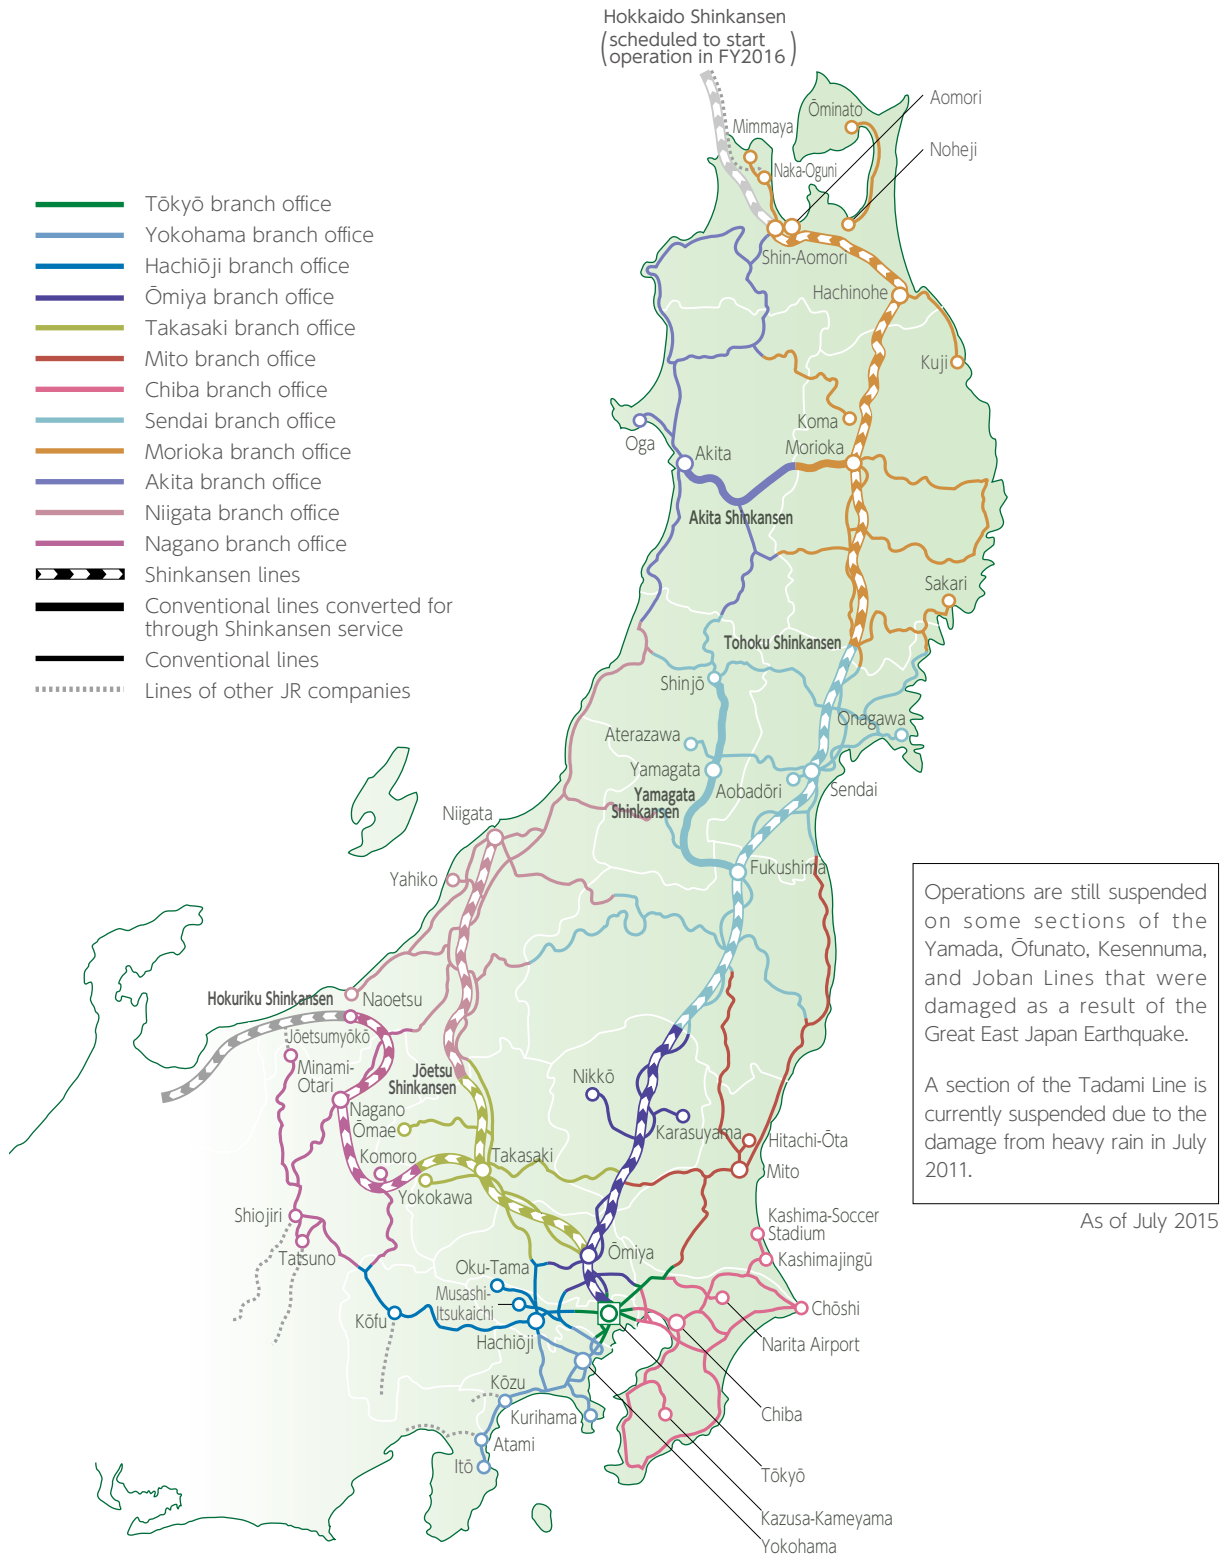 Hokkaido Shinkansen
(scheduled to start
operation in FY2016)
Aomori
Ōminato
Mimmaya
Noheji
Naka-Oguni
Tōkyō branch office
Yokohama branch office
Hachiōji branch office
Ōmiya branch office
Takasaki branch office
Mito branch office
Chiba branch office
Sendai branch office
Morioka branch office
Akita branch office
Niigata branch office
Nagano branch office
Shinkansen lines
Conventional lines converted for
through Shinkansen service
Conventional lines
Lines of other JR companies
Shin-Aomori
Hachinohe
Kuji
Koma
Oga
Akita
Morioka
Akita Shinkansen
Sakari
Tohoku Shinkansen
Shinjō
Onagawa
Aterazawa
Yamagata
Aobadōri
Sendai
Yamagata
Shinkansen
Niigata
Fukushima
Yahiko
Operations are still suspended
on some sections of the
Yamada, Ōfunato, Kesennuma,
and Joban Lines that were
damaged as a result of the
Great East Japan Earthquake.
A section of the Tadami Line is
currently suspended due to the
damage from heavy rain in July
2011.
As of July 2015
Hokuriku Shinkansen
Naoetsu
Jōetsumyōkō
Minami-
Otari
Jōetsu
Shinkansen
Nikkō
Nagano
Ōmae
Karasuyama
Hitachi-Ōta
Komoro
Takasaki
Mito
Yokokawa
Shiojiri
Kashima-Soccer
Stadium
Tatsuno
Ōmiya
Kashimajingū
Oku-Tama
Musashi-
Itsukaichi
Kōfu
Chōshi
Hachiōji
Narita Airport
Kōzu
Kurihama
Chiba
Atami
Itō
Tōkyō
Kazusa-Kameyama
Yokohama